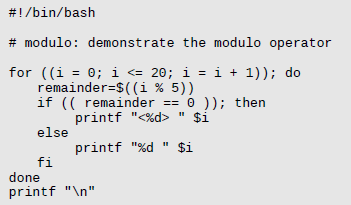 #!/bin/bash
# modulo: demonstrate the modulo operator
for ((i = 0; i <= 20; i = i + 1)); do
    remainder=$((i % 5))
    if (( remainder == 0 )); then
        printf "<%d> " $i
    else
        printf "%d " $i
    fi
done
printf "\n"